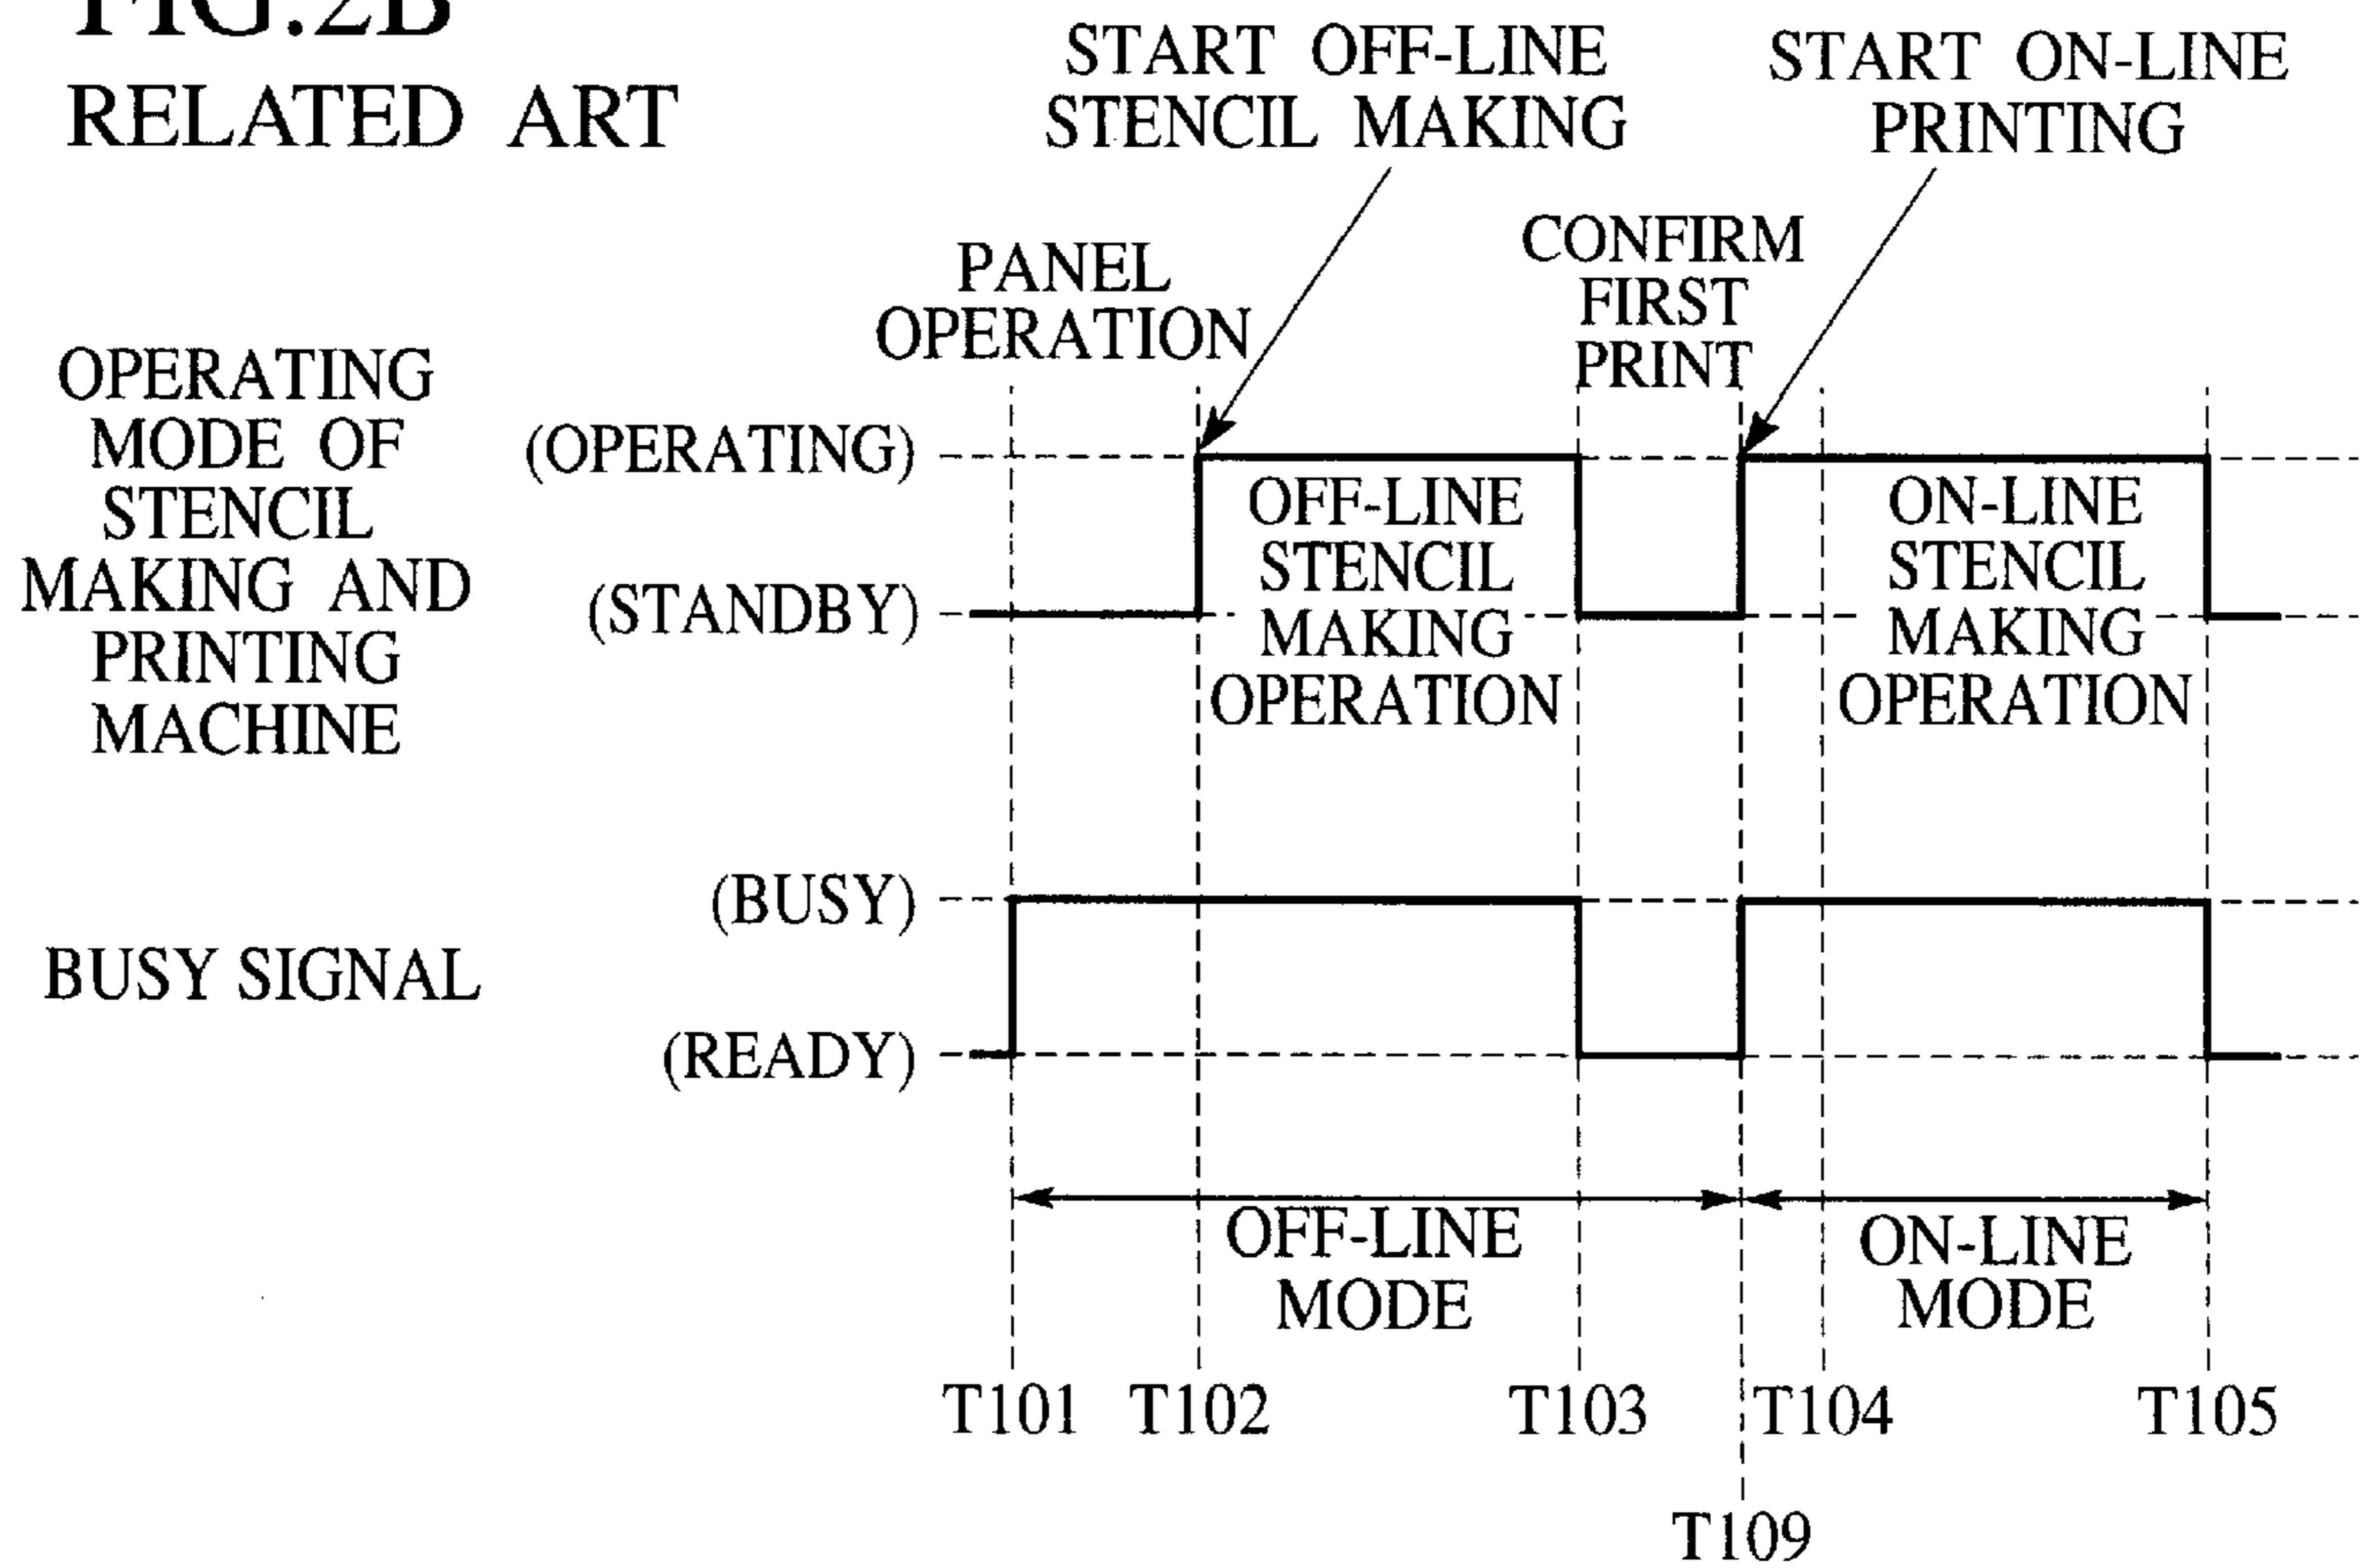 FIG.2B
RELATED ART
START OFF-LINE
STENCIL MAKING
START ON-LINE
PRINTING
PANEL
OPERATION
CONFIRM
FIRST
PRINT
OPERATING
MODE OF
STENCIL
MAKING AND
PRINTING
MACHINE
(OPERATING)
(STANDBY)
OFF-LINE
STENCIL
MAKING
OPERATION
ON-LINE
STENCIL
MAKING
OPERATION
BUSY SIGNAL
(BUSY)
(READY)
OFF-LINE
MODE
ON-LINE
MODE
T101
T102
T103
T104
T105
T109